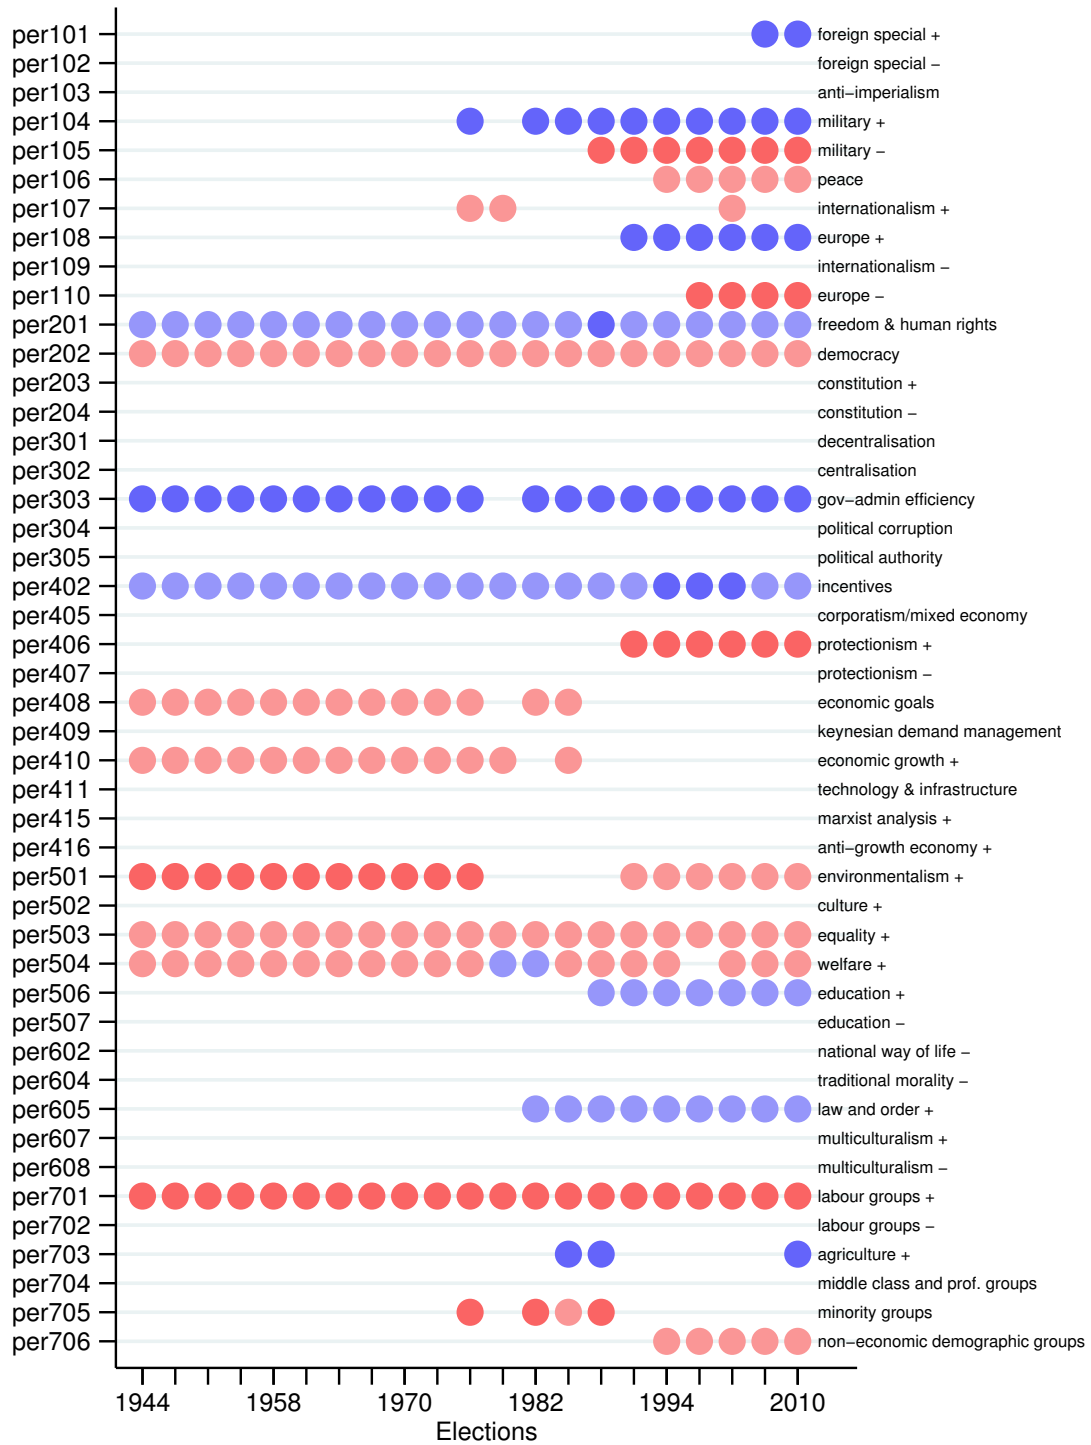 per101 foreign special +
per102 foreign special −
per103 anti−imperialism
per104 military +
per105 military −
per106 peace
per107 internationalism +
per108 europe +
per109 internationalism −
per110 europe −
per201 freedom & human rights
per202 democracy
per203 constitution +
per204 constitution −
per301 decentralisation
per302 centralisation
per303 gov−admin efficiency
per304 political corruption
per305 political authority
per402 incentives
per405 corporatism/mixed economy
per406 protectionism +
per407 protectionism −
per408 economic goals
per409 keynesian demand management
per410 economic growth +
per411 technology & infrastructure
per415 marxist analysis +
per416 anti−growth economy +
per501 environmentalism +
per502 culture +
per503 equality +
per504 welfare +
per506 education +
per507 education −
per602 national way of life −
per604 traditional morality −
per605 law and order +
per607 multiculturalism +
per608 multiculturalism −
per701 labour groups +
per702 labour groups −
per703 agriculture +
per704 middle class and prof. groups
per705 minority groups
per706 non−economic demographic groups
1944 1958 1970 1982 1994 2010
Elections